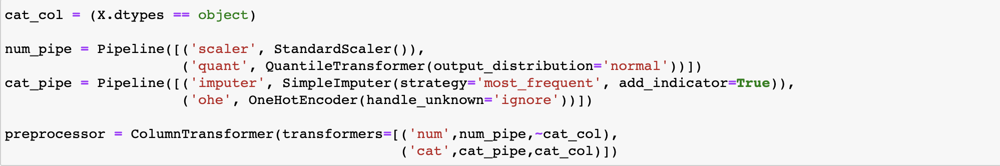 cat_col = (X.dtypes == object)
num_pipe = Pipeline([('scaler', StandardScaler()),
('quant', QuantileTransformer(output_distribution='normal'))])
cat_pipe = Pipeline([('imputer', SimpleImputer(strategy='most_frequent', add_indicator=True)),
('ohe', OneHotEncoder(handle_unknown='ignore'))])
preprocessor = ColumnTransformer(transformers=[('num',num_pipe,~cat_col),
('cat',cat_pipe,cat_col)])